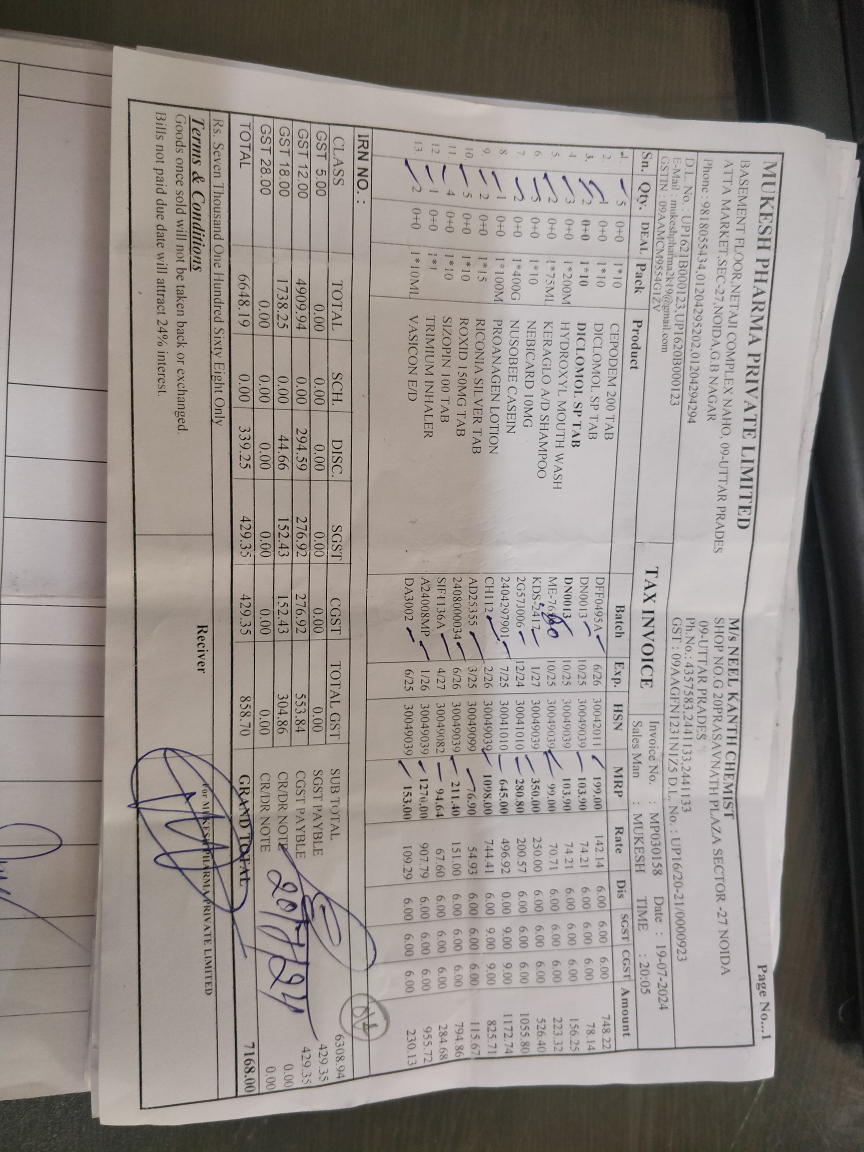 Page No...1
MUKESH PHARMA PRIVATE LIMITED
BASEMENT FLOOR,NETAJI COMPLEX NAHO, 09-UTTAR PRADES
ATTA MARKET,SEC-27,NOIDA,G.B NAGAR
Phone : 9818055434,01204295202,01204294294
D.L. No. : UP1621B000123,UP1620B000123
E-Mail : mukeshpharma2k19@gmail.com
GSTIN : 09AAMCM9554G1ZV
M/s NEEL KANTH CHEMIST
SHOP NO.G 20PRASAVNATH PLAZA SECTOR -27 NOIDA
09-UTTAR PRADES
Ph.No.: 4357583,2441133,2441133
GST : 09AAGFN1231N1Z5 D.L. No. : UP16/20-21/0000923
TAX INVOICE
Invoice No. : MP030158 Date : 19-07-2024
Sales Man : MUKESH TIME : 20:05
Sn. Qty. DEAL Pack Product Batch Exp. HSN MRP Rate Dis SGST CGST Amount
1. 5 0+0 1*10 CEPODEM 200 TAB DFF0495A 6/26 30042011 199.00 142.14 6.00 6.00 6.00 748.22
2. 1 0+0 1*10 DICLOMOL SP TAB DN0013 10/25 30049039 103.90 74.21 6.00 6.00 6.00 78.14
3. 2 0+0 1*10 DICLOMOL SP TAB DN0013 10/25 30049039 103.90 74.21 6.00 6.00 6.00 156.25
4. 3 0+0 1*200M HYDROXYL MOUTH WASH 10/25 30049039 99.00 70.71 6.00 6.00 6.00 223.32
5. 2 0+0 1*75ML KERAGLO A/D SHAMPOO KDS-2417 1/27 30049039 350.00 250.00 6.00 6.00 6.00 526.40
6. 5 0+0 1*10 NEBICARD 10MG 2G57J006 12/24 30041010 280.80 200.57 6.00 6.00 6.00 1055.80
7. 2 0+0 1*400G NUSOBEE CASEIN 2404297901 7/25 30041010 645.00 496.92 0.00 9.00 9.00 1172.74
8. 1 0+0 1*100M PROANAGEN LOTION CH112 2/26 30049039 1098.00 744.41 6.00 9.00 9.00 825.71
9. 2 0+0 1*15 RICONIA SILVER TAB AD25355 3/25 30049099 76.90 54.93 6.00 6.00 6.00 115.67
10. 5 0+0 1*10 ROXID 150MG TAB 2408000034 6/26 30049039 211.40 151.00 6.00 6.00 6.00 794.86
11. 4 0+0 1*10 SIZOPIN 100 TAB SIF1136A 4/27 30049082 94.64 67.60 6.00 6.00 6.00 284.68
12. 1 0+0 1*1 TRIMIUM INHALER A24008MP 1/26 30049039 1270.00 907.79 6.00 6.00 6.00 955.72
13. 2 0+0 1*10ML VASICON E/D DA3002 6/25 30049039 153.00 109.29 6.00 6.00 6.00 230.13
IRN NO. :
CLASS TOTAL SCH. DISC. SGST CGST TOTAL GST
GST 5.00 0.00 0.00 0.00 0.00 0.00 0.00
GST 12.00 4909.94 0.00 294.59 276.92 276.92 553.84
GST 18.00 1738.25 0.00 44.66 152.43 152.43 304.86
GST 28.00 0.00 0.00 0.00 0.00 0.00 0.00
TOTAL 6648.19 0.00 339.25 429.35 429.35 858.70
SUB TOTAL 6308.94
SGST PAYBLE 429.35
CGST PAYBLE 429.35
CR/DR NOTE 0.00
CR/DR NOTE 0.00
GRAND TOTAL 7168.00
20/7/24
Rs. Seven Thousand One Hundred Sixty Eight Only
Terms & Conditions
Goods once sold will not be taken back or exchanged.
Bills not paid due date will attract 24% interest.
Reciver
For MUKESH PHARMA PRIVATE LIMITED